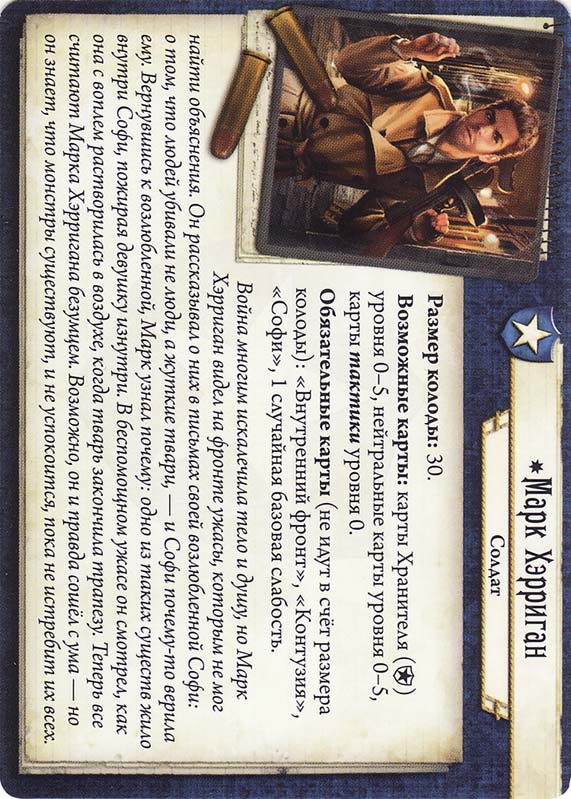 Марк Хэрриган
Солдат
Размер колоды: 30.
Возможные карты: карты Хранителя ( )
уровня 0–5, нейтральные карты уровня 0–5,
карты тактики уровня 0.
Обязательные карты (не идут в счёт размера
колоды): «Внутренний фронт», «Контузия»,
«Софи», 1 случайная базовая слабость.
Война многим искалечила тело и душу, но Марк
Хэрриган видел на фронте ужасы, которым не мог
найти объяснения. Он рассказывал о них в письмах своей возлюбленной Софи:
о том, что людей убивали не люди, а жуткие твари, — и Софи почему-то верила
ему. Вернувшись к возлюбленной, Марк узнал почему: одно из таких существ жило
внутри Софи, пожирая девушку изнутри. В беспомощном ужасе он смотрел, как
она с воплем растворилась в воздухе, когда тварь закончила трапезу. Теперь все
считают Марка Хэрригана безумцем. Возможно, он и правда сошёл с ума — но
он знает, что монстры существуют, и не успокоится, пока не истребит их всех.